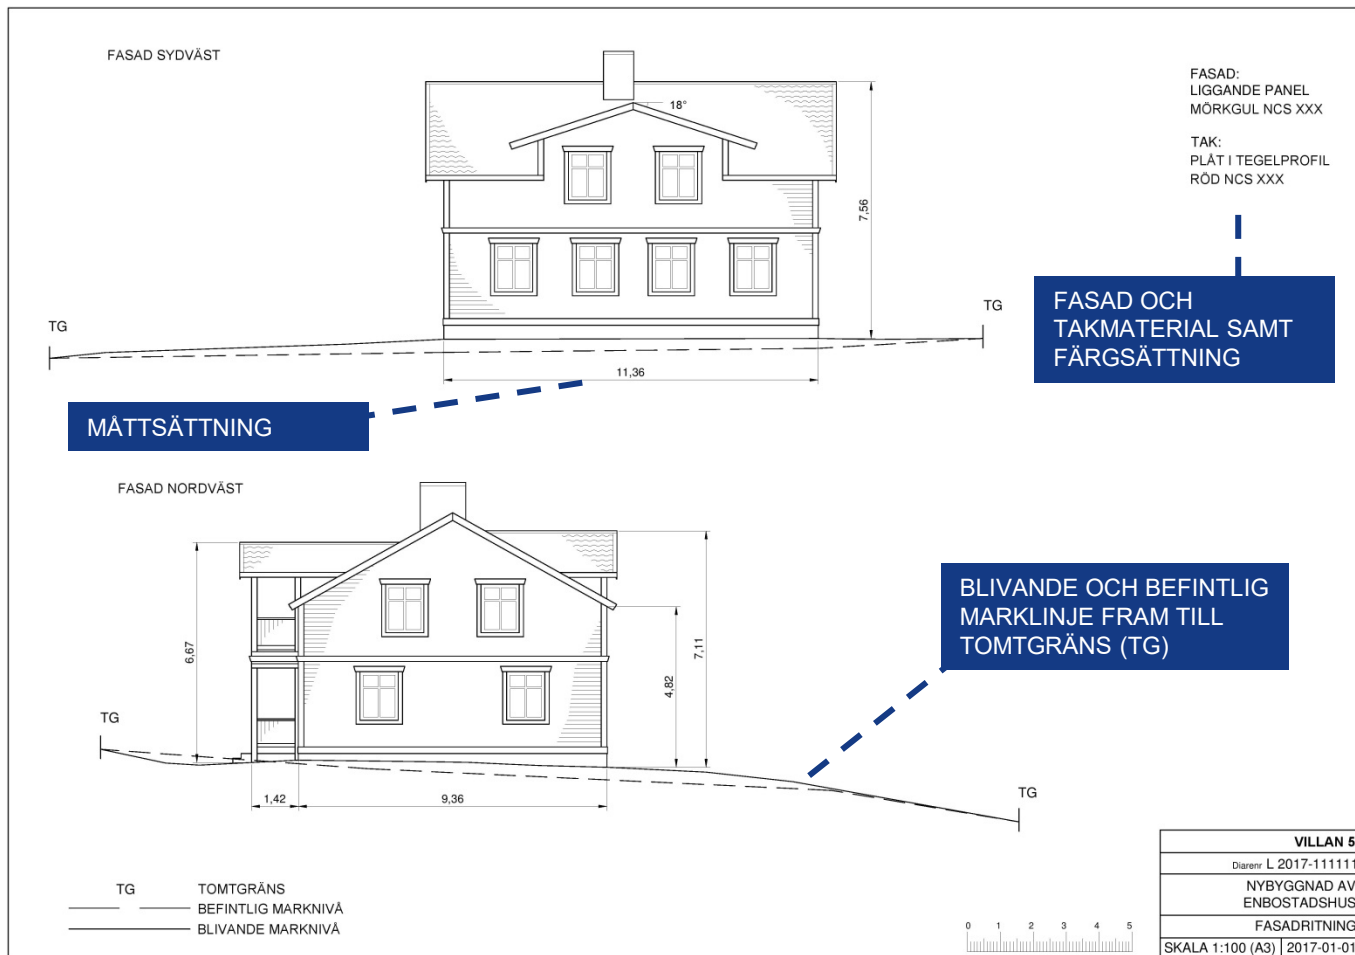 FASAD SYDVÄST
18°
7,56
FASAD:
LIGGANDE PANEL
MÖRKGUL NCS XXX
TAK:
PLÅT I TEGELPROFIL
RÖD NCS XXX
FASAD OCH
TAKMATERIAL SAMT
FÄRGSÄTTNING
TG
TG
11,36
MÅTTSÄTTNING
FASAD NORDVÄST
6,67
4,82
7,11
BLIVANDE OCH BEFINTLIG
MARKLINJE FRAM TILL
TOMTGRÄNS (TG)
TG
TG
1,42
9,36
TG TOMTGRÄNS
BEFINTLIG MARKNIVÅ
BLIVANDE MARKNIVÅ
0 1 2 3 4 5
VILLAN 5
Diarenr L 2017-111111
NYBYGGNAD AV
ENBOSTADSHUS
FASADRITNING
SKALA 1:100 (A3) 2017-01-01